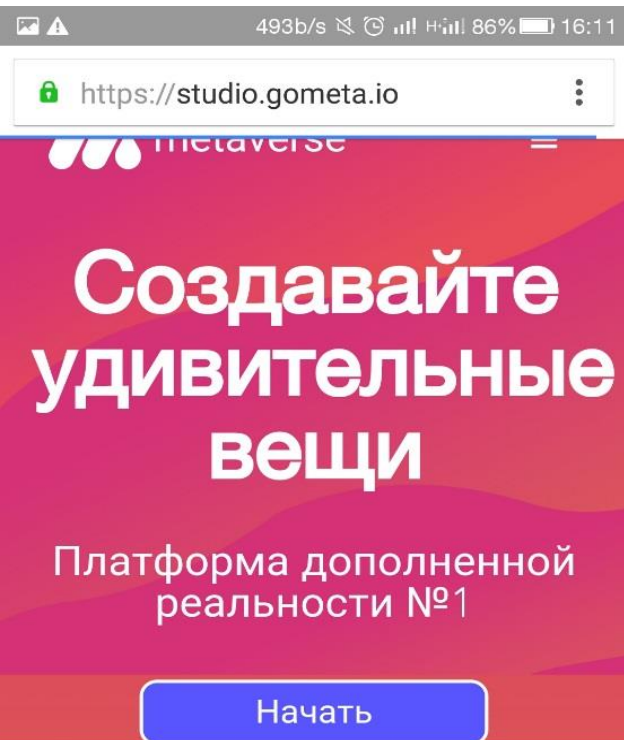 493b/s H 86% 16:11
https://studio.gometa.io
metaverse
Создавайте
удивительные
вещи
Платформа дополненной
реальности №1
Начать